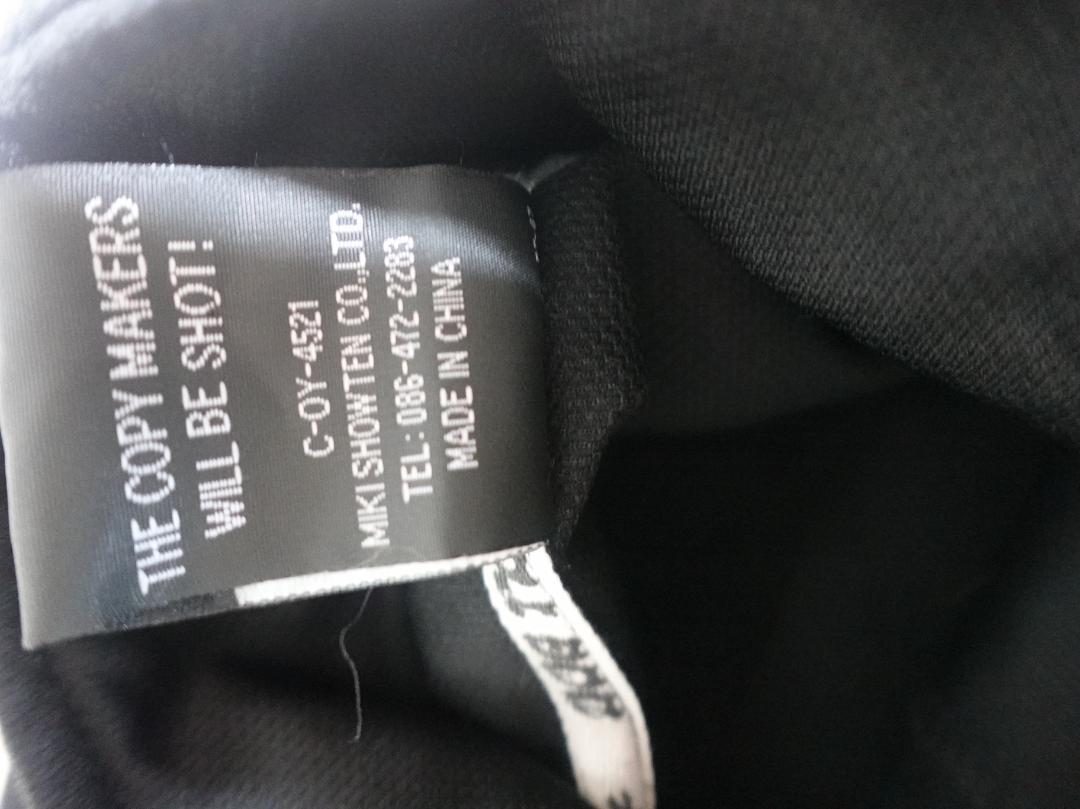 THE COPY MAKERS
WILL BE SHOT!
C-OY-4521
MIKI SHOWTEN CO.,LTD.
TEL: 086-472-2283
MADE IN CHINA